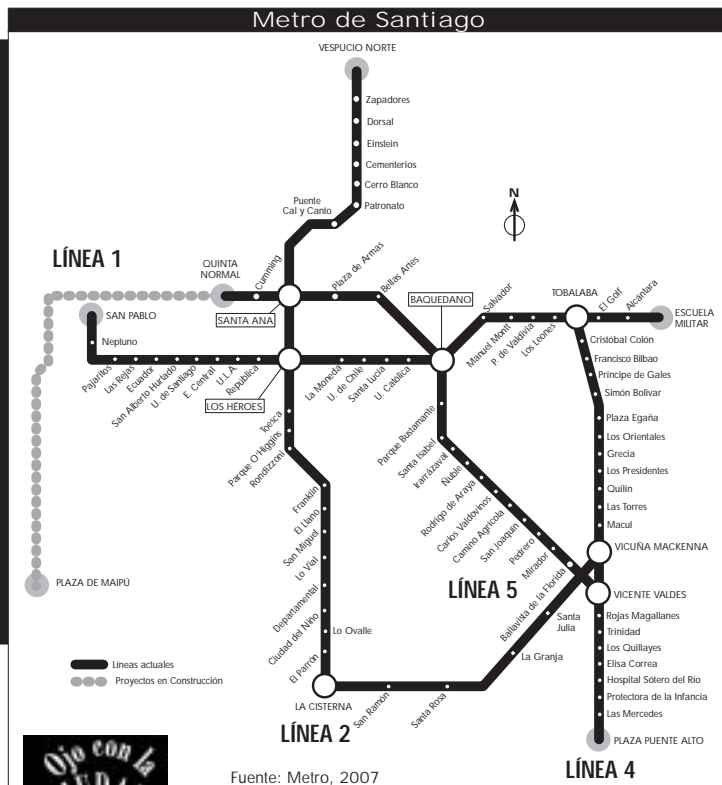 Metro de Santiago
VESPUCIO NORTE
Zapadores
Dorsal
Einstein
Cementerios
Cerro Blanco
Patronato
Puente
Cal y Canto
N
LÍNEA 1
QUINTA
NORMAL
Cumming
Plaza de Armas
Bellas Artes
SANTA ANA
BAQUEDANO
Salvador
Manuel Montt
P. de Valdivia
Los Leones
TOBALABA
El Golf
Alcántara
ESCUELA
MILITAR
SAN PABLO
Neptuno
Pajaritos
Las Rejas
Ecuador
San Alberto Hurtado
U. de Santiago
E. Central
U.L.A.
República
LOS HÉROES
La Moneda
U. de Chile
Santa Lucía
U. Católica
Cristóbal Colón
Francisco Bilbao
Príncipe de Gales
Simón Bolivar
Plaza Egaña
Los Orientales
Grecia
Los Presidentes
Quilín
Las Torres
Macul
VICUÑA MACKENNA
Toesca
Parque O'Higgins
Rondizzoni
Franklin
El Llano
San Miguel
Lo Vial
Departamental
Ciudad del Niño
Lo Ovalle
El Parrón
LA CISTERNA
LÍNEA 2
Parque Bustamante
Santa Isabel
Irarrázaval
Ñuble
Rodrigo de Araya
Carlos Valdovinos
Camino Agrícola
San Joaquín
Pedrero
Mirador
Ballavista de la Florida
LÍNEA 5
VICENTE VALDES
Santa
Julia
La Granja
Santa Rosa
San Ramón
Rojas Magallanes
Trinidad
Los Quillayes
Elisa Correa
Hospital Sótero del Río
Protectora de la Infancia
Las Mercedes
PLAZA PUENTE ALTO
LÍNEA 4
PLAZA DE MAIPÚ
Líneas actuales
Proyectos en Construcción
Ojo con la
Fuente: Metro, 2007